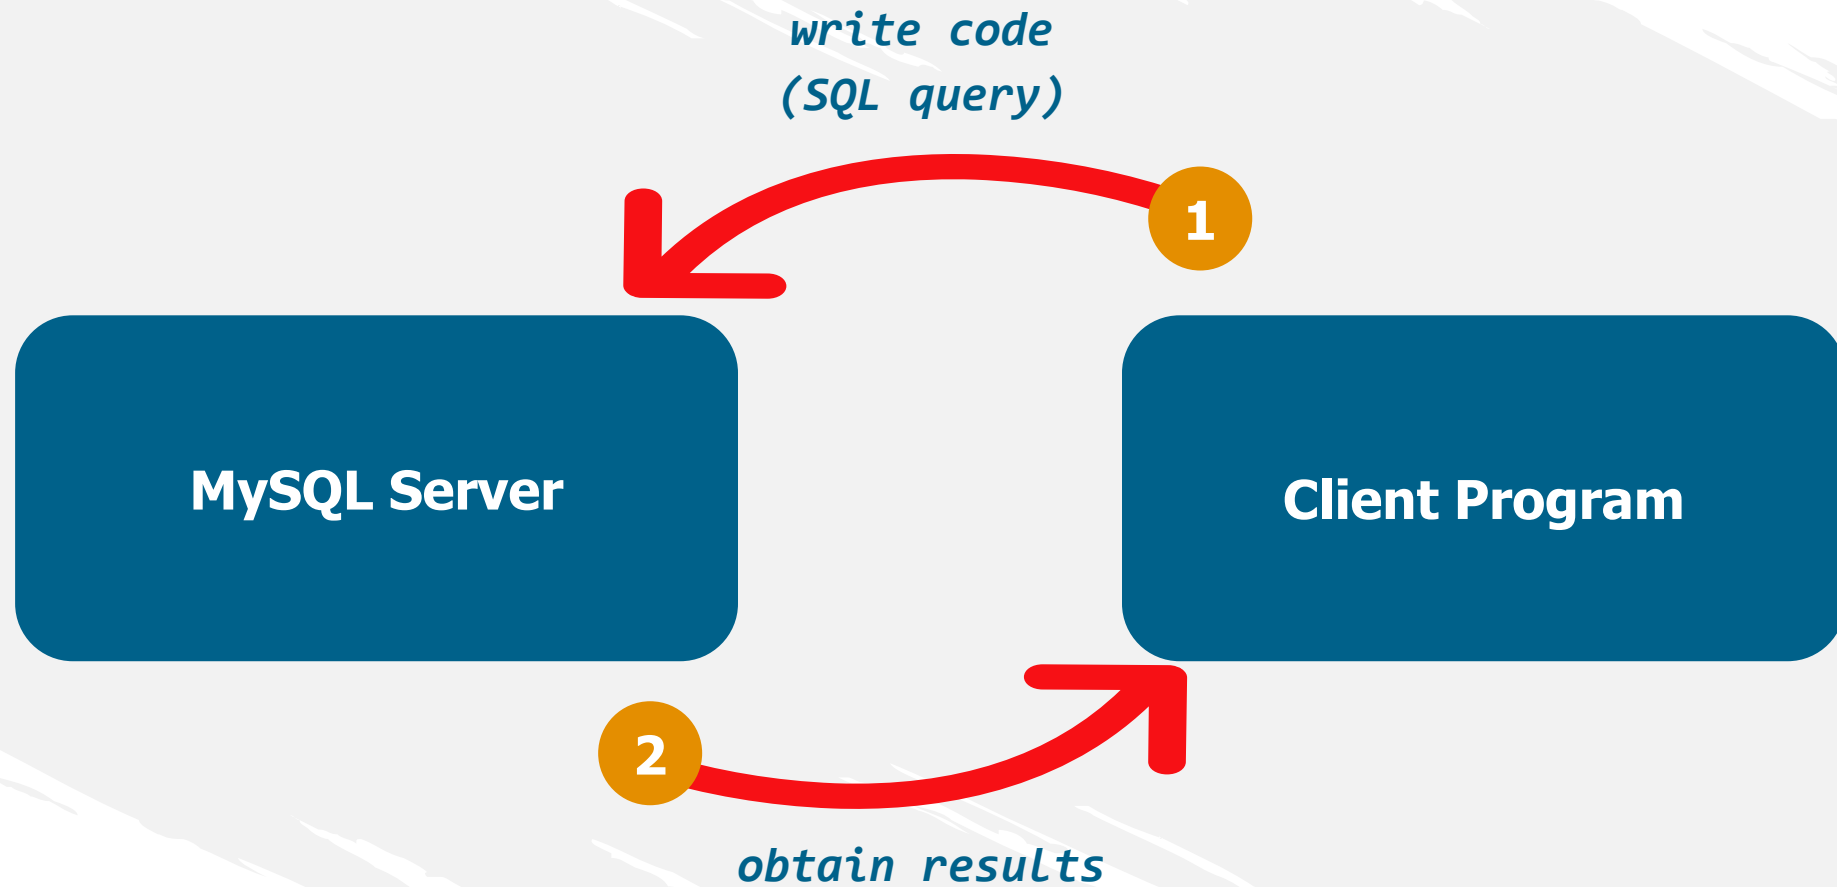 write code
(SQL query)
1
MySQL Server
Client Program
2
obtain results